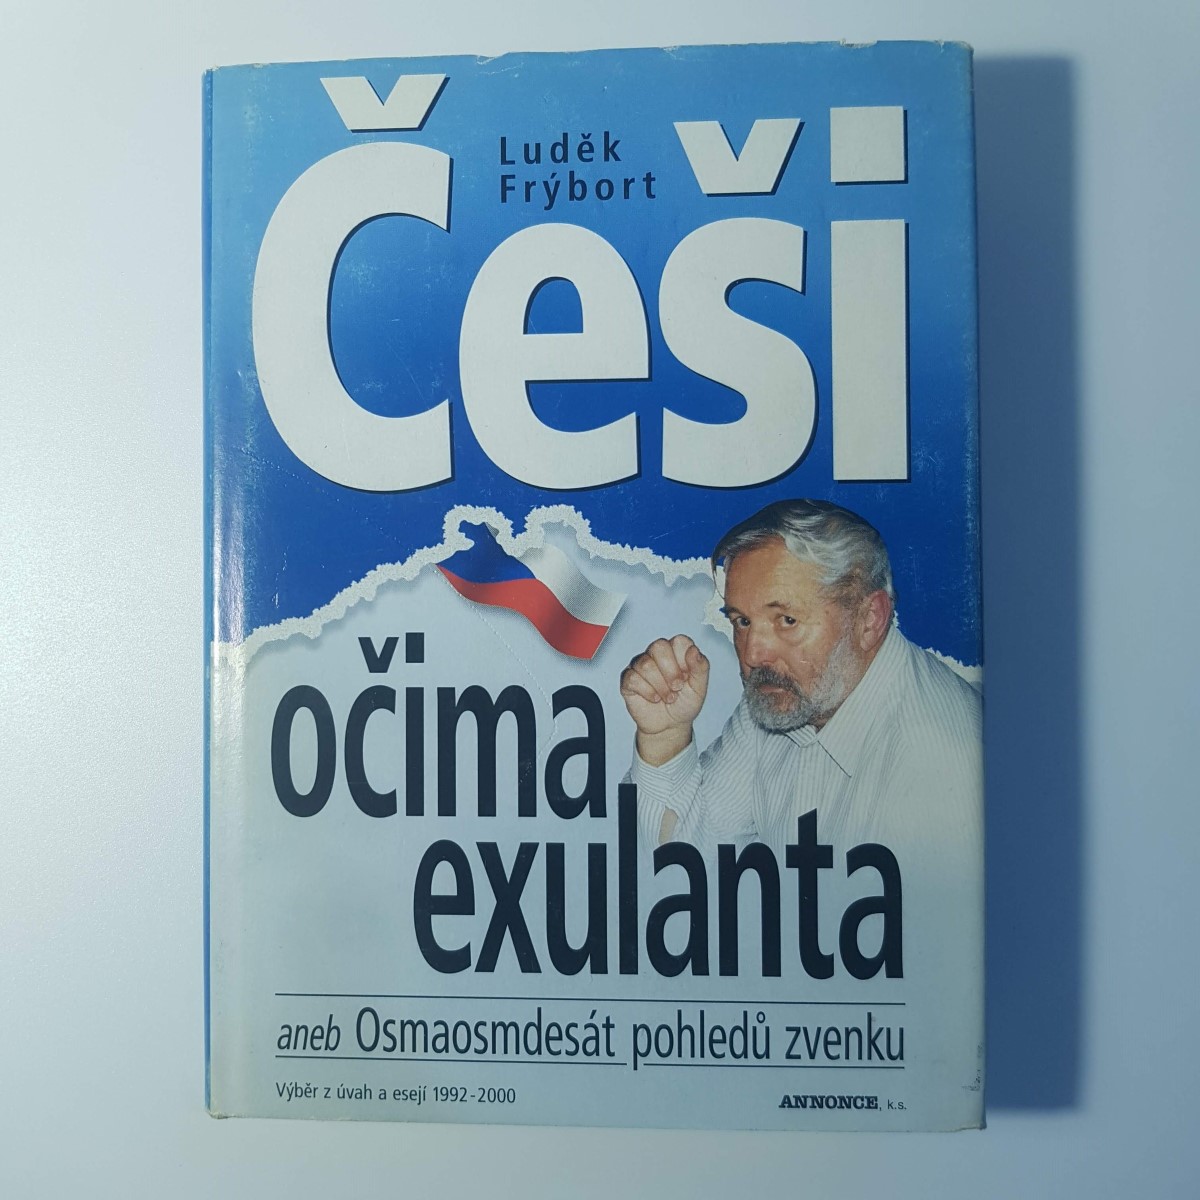 Luděk
Frýbort
Češi
očima
exulanta
aneb Osmaosmdesát pohledů zvenku
Výběr z úvah a esejí 1992-2000
ANNONCE, k.s.